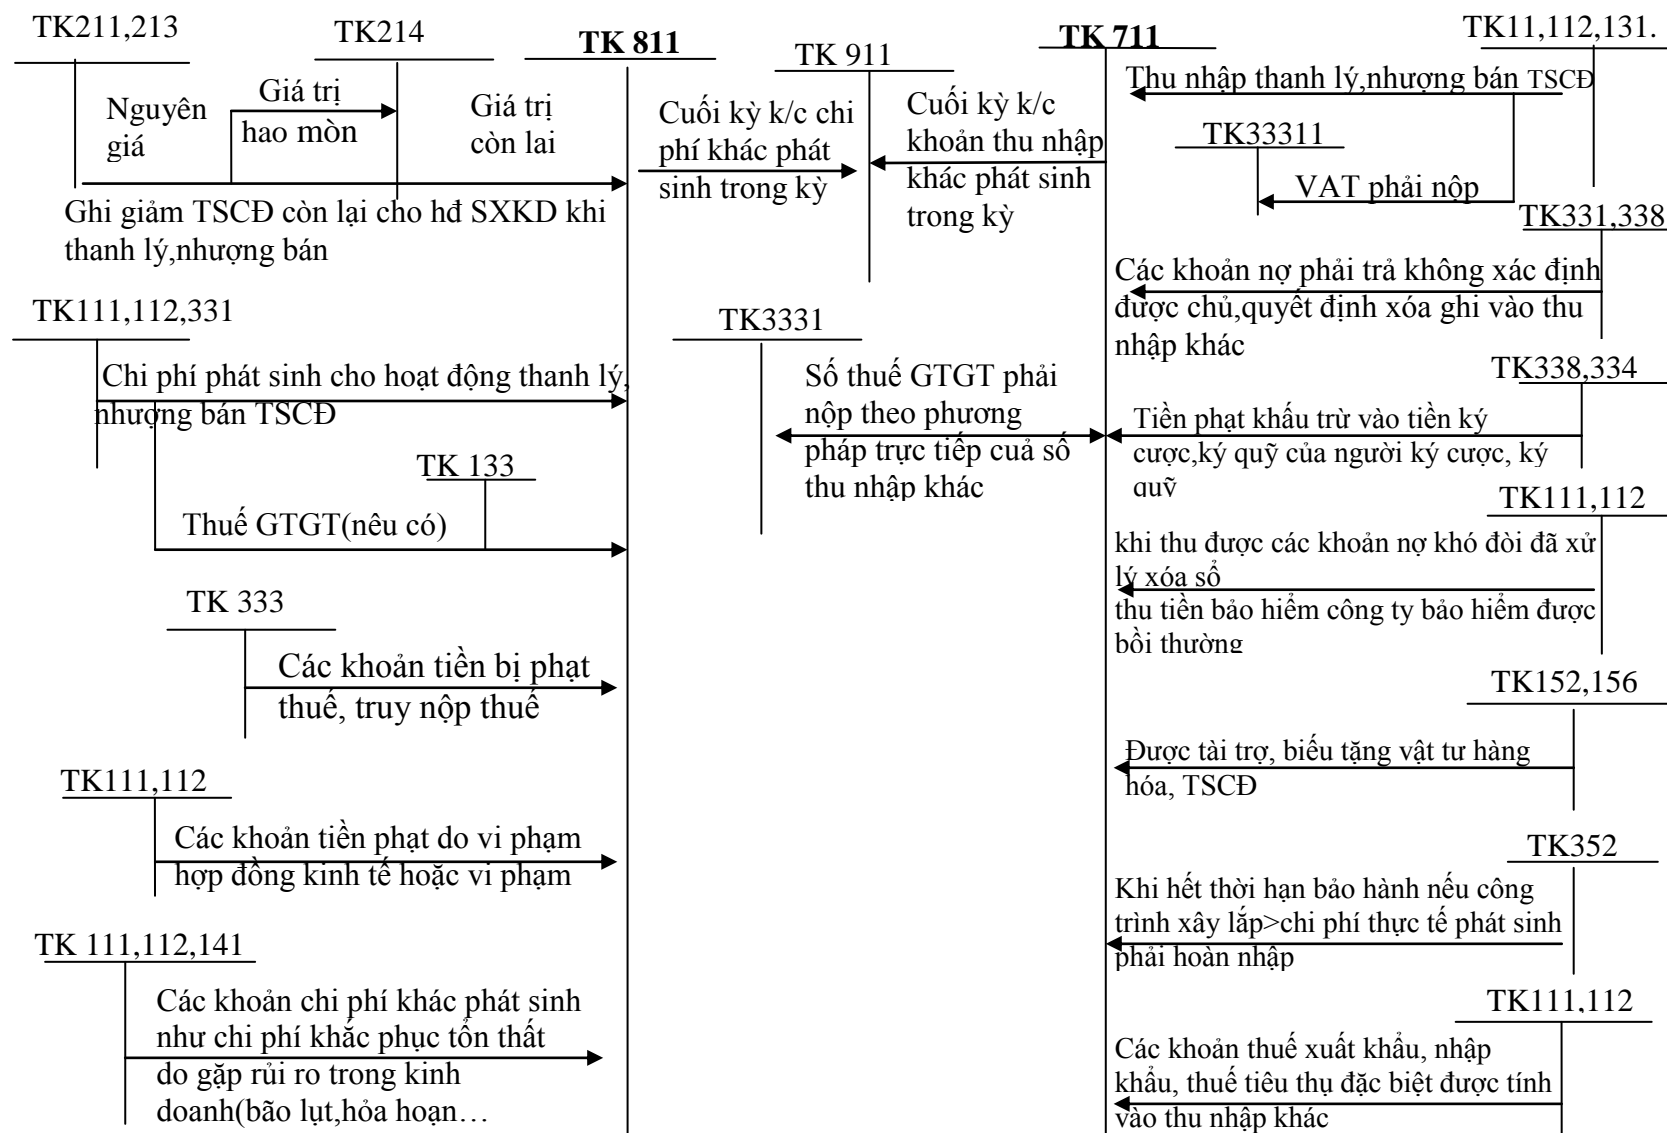 TK211,213
TK214
TK 811
TK 911
TK 711
TK11,112,131.
Nguyên
giá
Giá trị
hao mòn
Giá trị
còn lai
Ghi giảm TSCĐ còn lại cho hđ SXKD khi
thanh lý,nhượng bán
Cuối kỳ k/c chi
phí khác phát
sinh trong kỳ
Cuối kỳ k/c
khoản thu nhập
khác phát sinh
trong kỳ
Thu nhập thanh lý,nhượng bán TSCĐ
TK33311
VAT phải nộp
TK331,338
Các khoản nợ phải trả không xác định
được chủ,quyết định xóa ghi vào thu
nhập khác
TK111,112,331
Chi phí phát sinh cho hoạt động thanh lý,
nhượng bán TSCĐ
TK 133
Thuế GTGT(nêu có)
TK3331
Số thuế GTGT phải
nộp theo phương
pháp trực tiếp cuả số
thu nhập khác
TK338,334
Tiền phạt khấu trừ vào tiền ký
cược,ký quỹ của người ký cược, ký
quỹ
TK111,112
khi thu được các khoản nợ khó đòi đã xử
lý xóa sổ
thu tiền bảo hiểm công ty bảo hiểm được
bồi thường
TK 333
Các khoản tiền bị phạt
thuế, truy nộp thuế
TK152,156
Được tài trợ, biếu tặng vật tư hàng
hóa, TSCĐ
TK111,112
Các khoản tiền phạt do vi phạm
hợp đồng kinh tế hoặc vi phạm
TK352
Khi hết thời hạn bảo hành nếu công
trình xây lắp>chi phí thực tế phát sinh
phải hoàn nhập
TK 111,112,141
Các khoản chi phí khác phát sinh
như chi phí khắc phục tổn thất
do gặp rủi ro trong kinh
doanh(bão lụt,hỏa hoạn…
TK111,112
Các khoản thuế xuất khẩu, nhập
khẩu, thuế tiêu thụ đặc biệt được tính
vào thu nhập khác